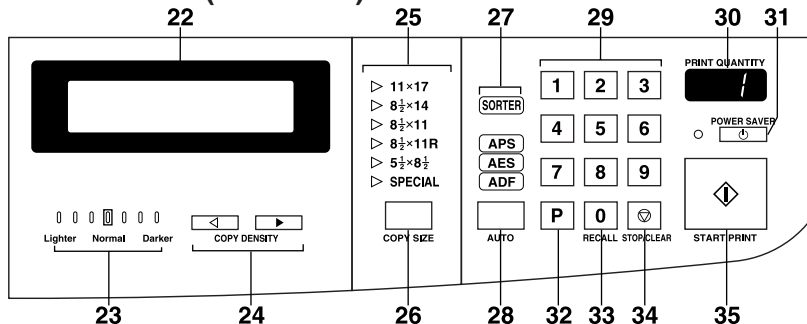 22 25 27 29 30 31
PRINT QUANTITY
1
POWER SAVER
▷ 11×17
▷ 8½×14
▷ 8½×11
▷ 8½×11R
▷ 5½×8½
▷ SPECIAL
COPY SIZE
SORTER
APS
AES
ADF
AUTO
1 2 3
4 5 6
7 8 9
P 0
RECALL STOP/CLEAR
START PRINT
Lighter Normal Darker
COPY DENSITY
23 24 26 28 32 33 34 35